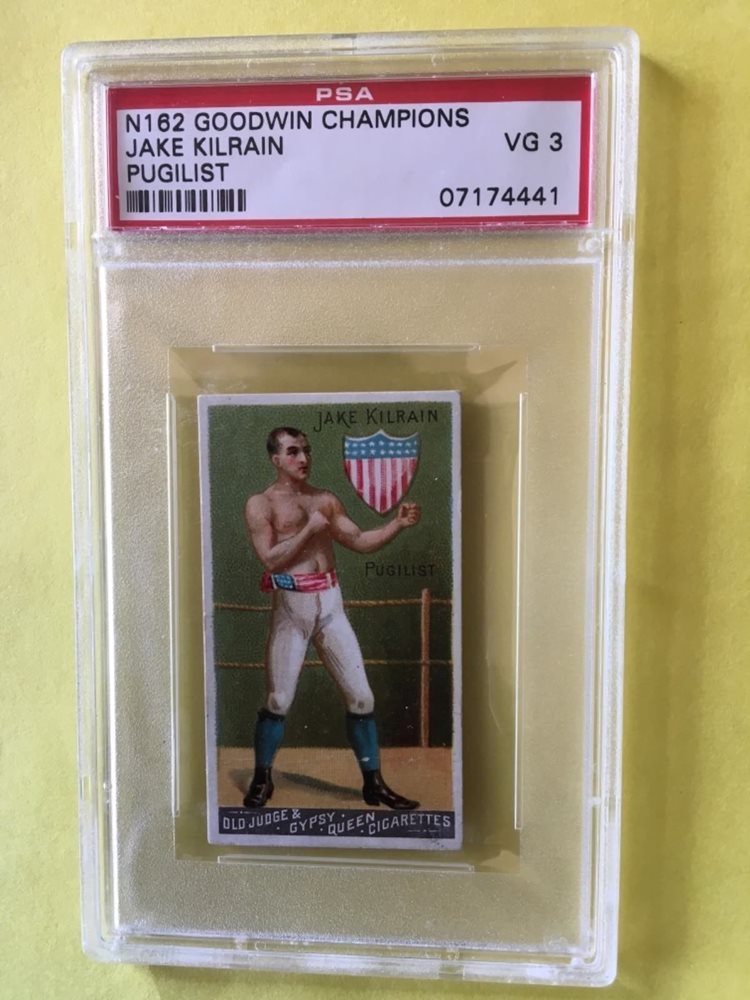 PSA
N162 GOODWIN CHAMPIONS
JAKE KILRAIN VG 3
PUGILIST
07174441
JAKE KILRAIN
PUGILIST
OLD JUDGE &
GYPSY · QUEEN · CIGARETTES